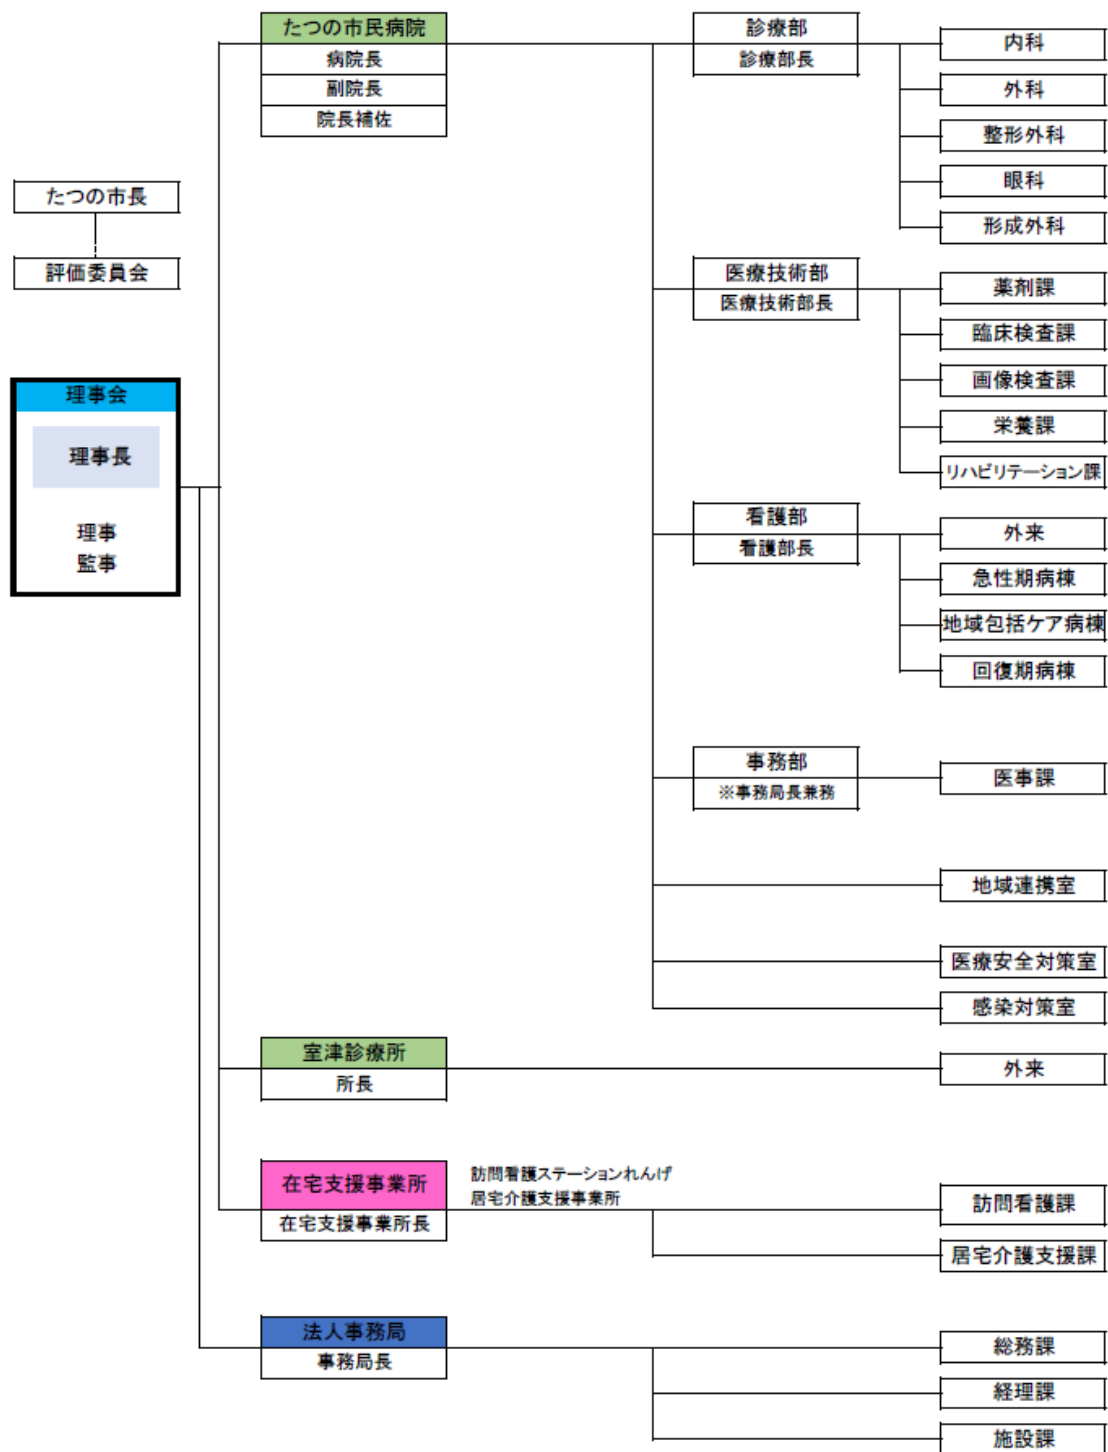 たつの市長
評価委員会
理事会
理事長
理事
監事
たつの市民病院
病院長
副院長
院長補佐
診療部
診療部長
内科
外科
整形外科
眼科
形成外科
医療技術部
医療技術部長
薬剤課
臨床検査課
画像検査課
栄養課
リハビリテーション課
看護部
看護部長
外来
急性期病棟
地域包括ケア病棟
回復期病棟
事務部
※事務局長兼務
医事課
地域連携室
医療安全対策室
感染対策室
室津診療所
所長
外来
在宅支援事業所
在宅支援事業所長
訪問看護ステーションれんげ
居宅介護支援事業所
訪問看護課
居宅介護支援課
法人事務局
事務局長
総務課
経理課
施設課